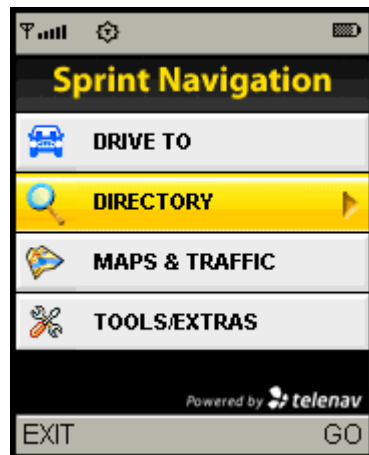 Sprint Navigation
DRIVE TO
DIRECTORY
MAPS & TRAFFIC
TOOLS/EXTRAS
Powered by telenav
EXIT GO